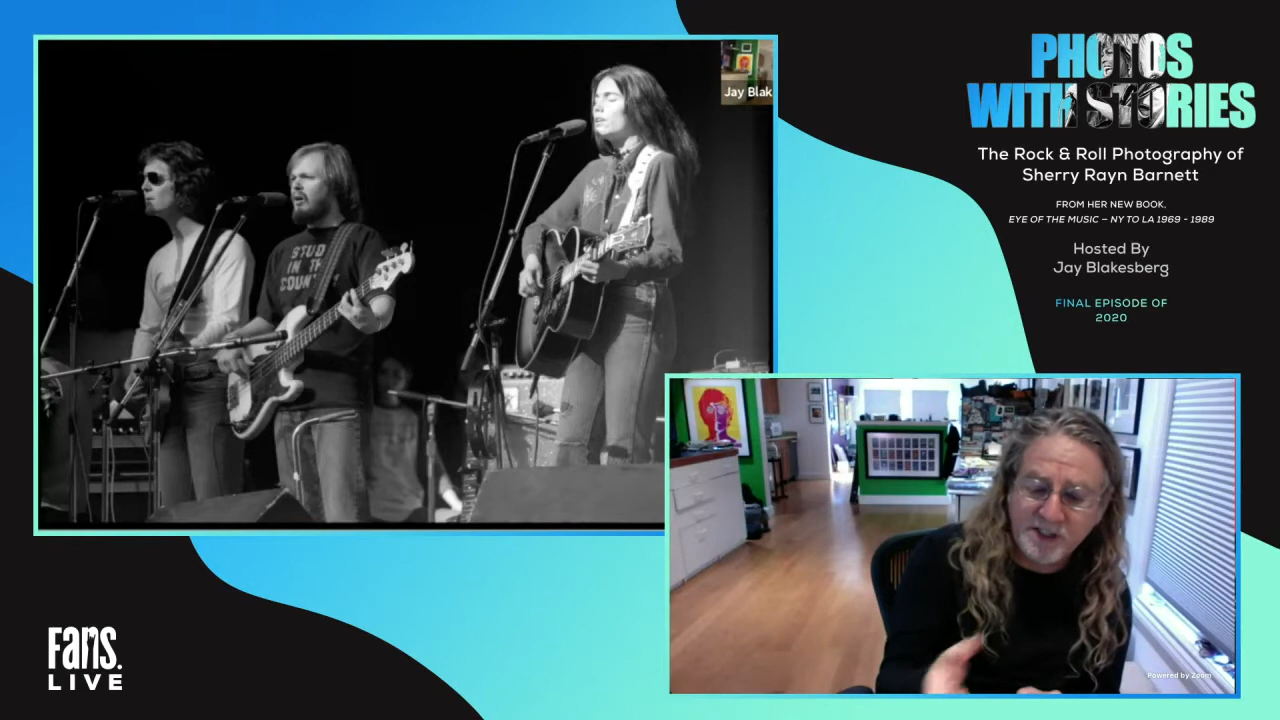 Jay Blak
PHOTOS
WITH STORIES
The Rock & Roll Photography of
Sherry Rayn Barnett
FROM HER NEW BOOK,
EYE OF THE MUSIC – NY TO LA 1969 - 1989
Hosted By
Jay Blakesberg
FINAL EPISODE OF
2020
STUD
IN T
COUN
Fans.
LIVE
Powered by Zoom